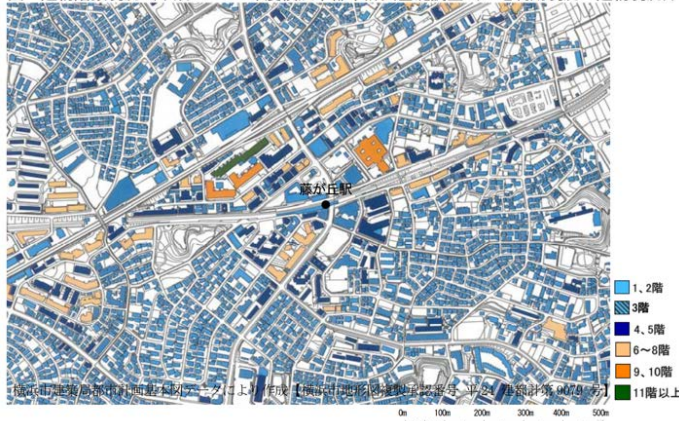 藤が丘駅
1、2階
3階
4、5階
6～8階
9、10階
11階以上
横浜市建築局都市計画基本図データにより作成【横浜市地形図複製承認番号 平24 建都計第9079号】
0m 100m 200m 300m 400m 500m